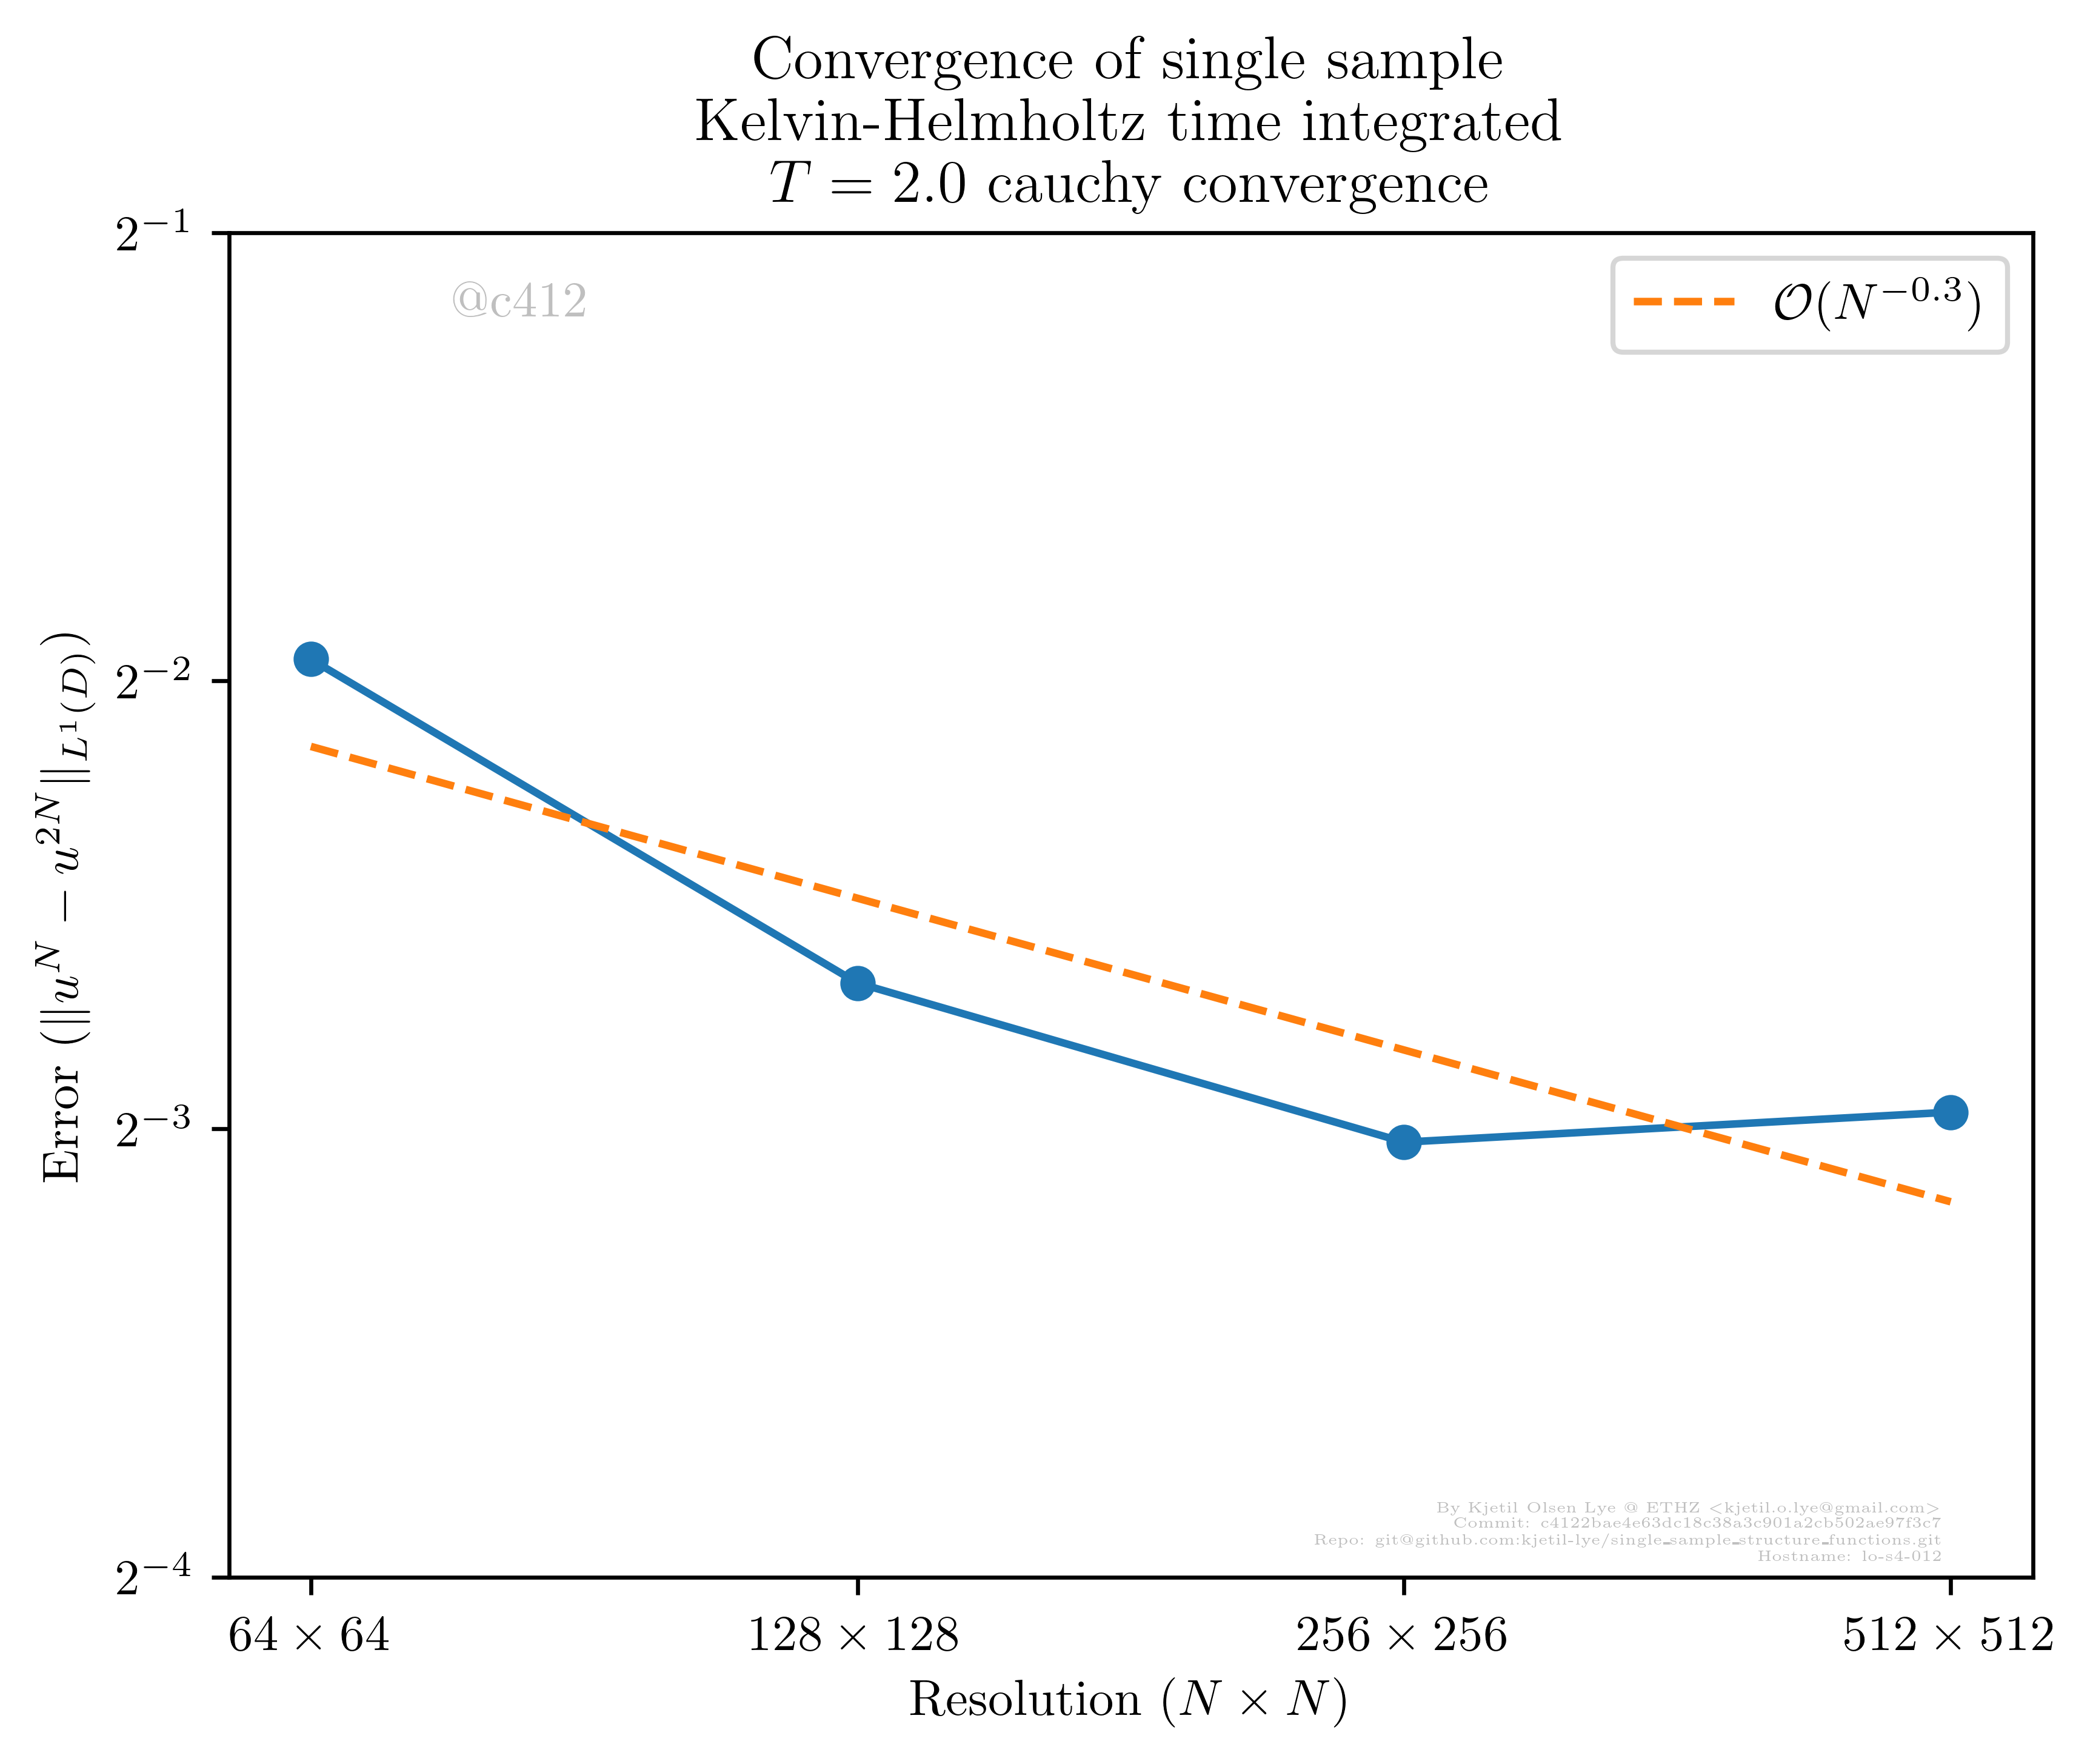 Convergence of single sample
Kelvin-Helmholtz time integrated
T = 2.0 cauchy convergence
2⁻¹
@c412
O(N⁻⁰·³)
2⁻²
Error (‖u^N − u^{2N}‖_{L¹(D)})
2⁻³
By Kjetil Olsen Lye @ ETHZ <kjetil.o.lye@gmail.com>
Commit: c4122bae4e63dc18c38a3c901a2cb502ae97f3c7
Repo: git@github.com:kjetil-lye/single_sample_structure_functions.git
Hostname: lo-s4-012
2⁻⁴
64 × 64
128 × 128
256 × 256
512 × 512
Resolution (N × N)